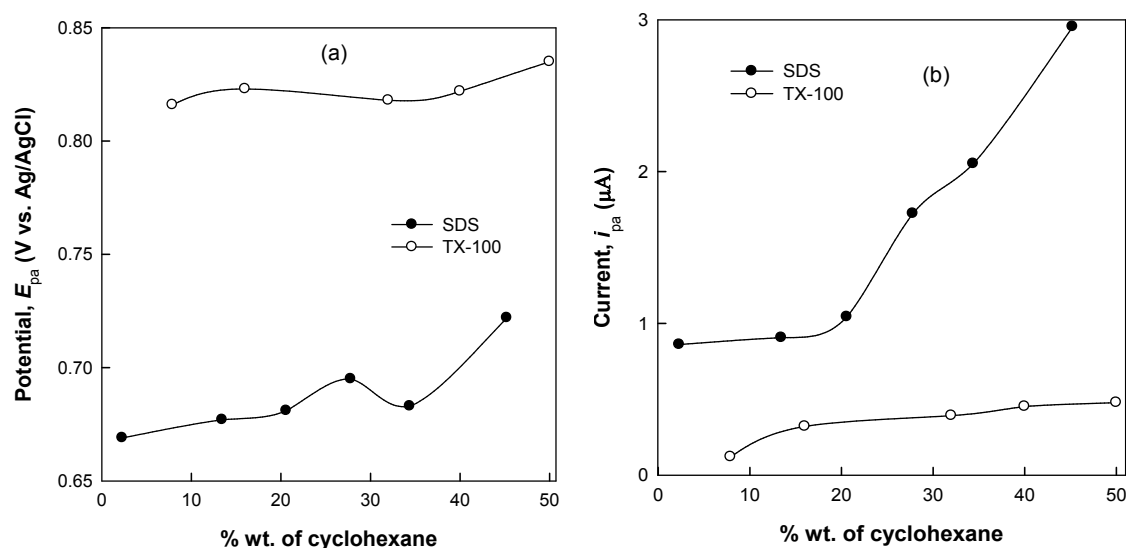 (a)
0.85
0.80
0.75
0.70
0.65
Potential, E_pa (V vs. Ag/AgCl)
SDS
TX-100
0 10 20 30 40 50
% wt. of cyclohexane
(b)
3
2
1
0
Current, i_pa (µA)
SDS
TX-100
0 10 20 30 40 50
% wt. of cyclohexane